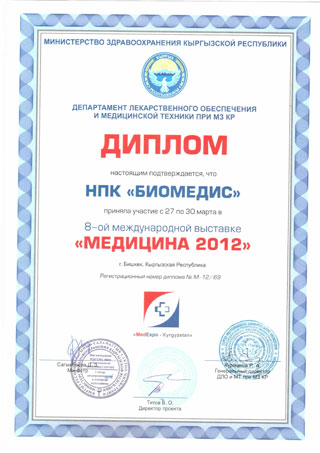 МИНИСТЕРСТВО ЗДРАВООХРАНЕНИЯ КЫРГЫЗСКОЙ РЕСПУБЛИКИ
ДЕПАРТАМЕНТ ЛЕКАРСТВЕННОГО ОБЕСПЕЧЕНИЯ
И МЕДИЦИНСКОЙ ТЕХНИКИ ПРИ МЗ КР
ДИПЛОМ
настоящим подтверждается, что
НПК «БИОМЕДИС»
приняла участие с 27 по 30 марта в
8-ой международной выставке
«МЕДИЦИНА 2012»
г. Бишкек, Кыргызская Республика
Регистрационный номер диплома № М-12/69
«MedExpo - Kyrgyzstan»
Министр
Генеральный директор
ДЛО и МТ при МЗ КР
Титов В. О.
Директор проекта